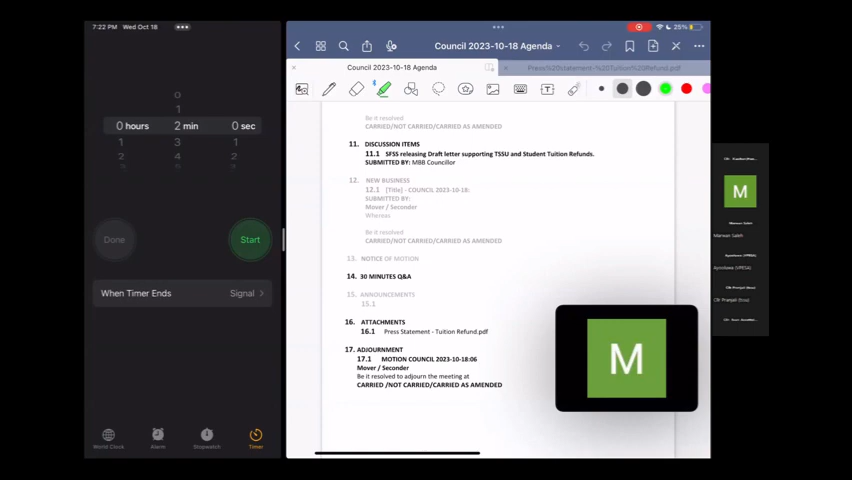 7:22 PM Wed Oct 18
25%
0
1
0 hours 2 min 0 sec
1 3 1
2 4 2
Done
Start
When Timer Ends Signal
World Clock
Alarm
Stopwatch
Timer
Council 2023-10-18 Agenda
Council 2023-10-18 Agenda
Press%20Statement-%20Tuition%20Refund.pdf
Be it resolved
CARRIED/NOT CARRIED/CARRIED AS AMENDED
11. DISCUSSION ITEMS
11.1 SFSS releasing Draft letter supporting TSSU and Student Tuition Refunds.
SUBMITTED BY: MBB Councillor
12. NEW BUSINESS
12.1 [Title] - COUNCIL 2023-10-18:
SUBMITTED BY:
Mover / Seconder
Whereas
Be it resolved
CARRIED/NOT CARRIED/CARRIED AS AMENDED
13. NOTICE OF MOTION
14. 30 MINUTES Q&A
15. ANNOUNCEMENTS
15.1
16. ATTACHMENTS
16.1 Press Statement - Tuition Refund.pdf
17. ADJOURNMENT
17.1 MOTION COUNCIL 2023-10-18:06
Mover / Seconder
Be it resolved to adjourn the meeting at
CARRIED /NOT CARRIED/CARRIED AS AMENDED
M
M
Marwan Saleh
Marwan Saleh